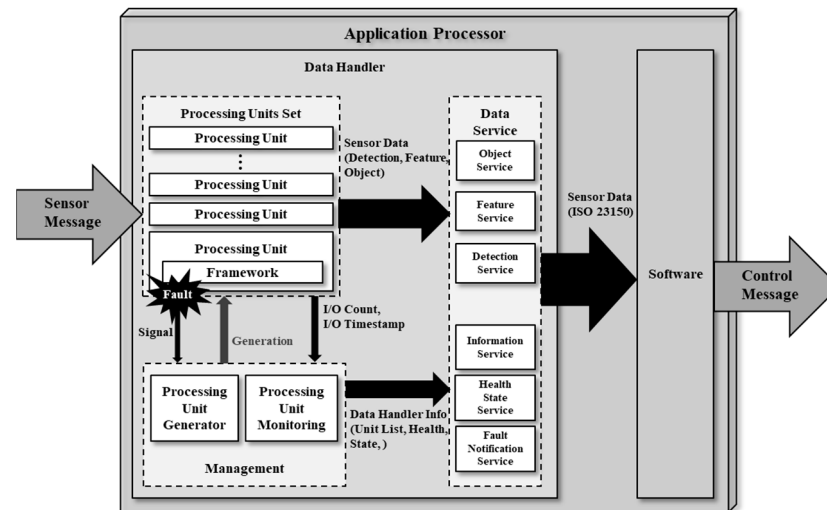 Application Processor
Data Handler
Processing Units Set
Processing Unit
Processing Unit
Processing Unit
Processing Unit
Framework
Fault
Sensor
Message
Sensor Data
(Detection, Feature,
Object)
Data
Service
Object
Service
Feature
Service
Detection
Service
Information
Service
Health
State
Service
Fault
Notification
Service
Sensor Data
(ISO 23150)
Software
Control
Message
Signal
Generation
I/O Count,
I/O Timestamp
Processing
Unit
Generator
Processing
Unit
Monitoring
Management
Data Handler Info
(Unit List, Health,
State, )